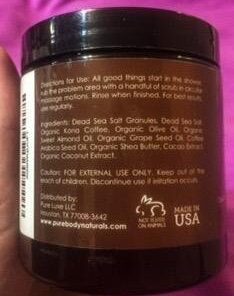 Directions for Use: All good things start in the shower.
rub the problem area with a handful of scrub in circular
massage motions. Rinse when finished. For best results
use regularly.
Ingredients: Dead Sea Salt Granules, Dead Sea Salt
Organic Kona Coffee, Organic Olive Oil, Organic
Sweet Almond Oil, Organic Grape Seed Oil, Coffee
Arabica Seed Oil, Organic Shea Butter, Cacao Extract
Organic Coconut Extract.
Caution: FOR EXTERNAL USE ONLY. Keep out of the
reach of children. Discontinue use if irritation occurs.
Distributed by:
Pure Luxe LLC
Houston, TX 77008-3642
www.purebodynaturals.com
NOT TESTED
ON ANIMALS
MADE IN
USA